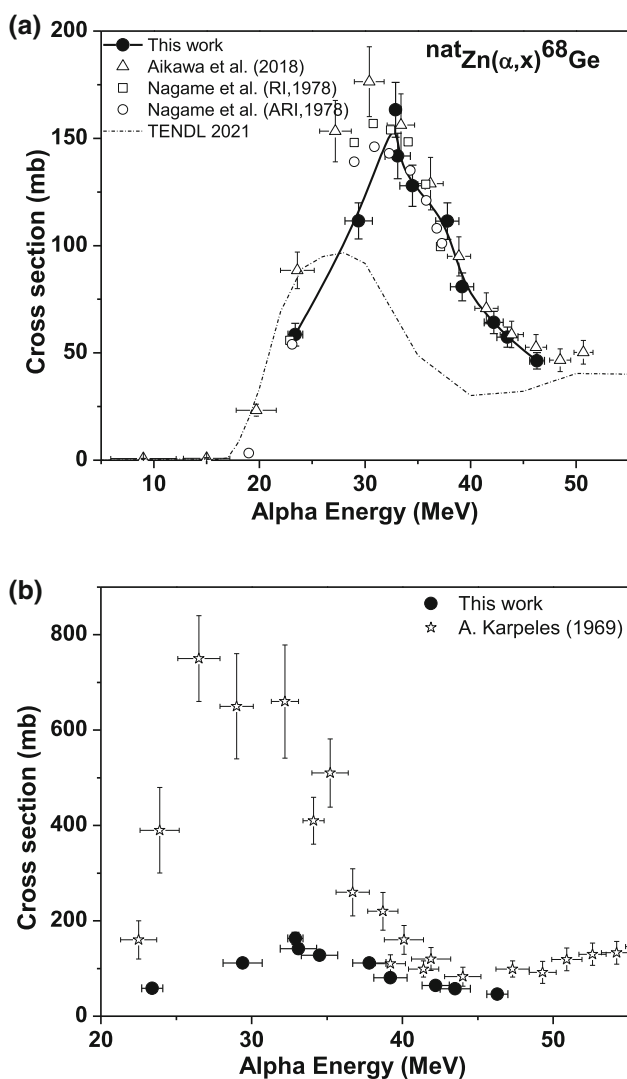 (a)
200
150
100
50
0
Cross section (mb)
This work
Aikawa et al. (2018)
Nagame et al. (RI,1978)
Nagame et al. (ARI,1978)
TENDL 2021
natZn(α,x)68Ge
10 20 30 40 50
Alpha Energy (MeV)
(b)
800
600
400
200
0
Cross section (mb)
This work
A. Karpeles (1969)
20 30 40 50
Alpha Energy (MeV)